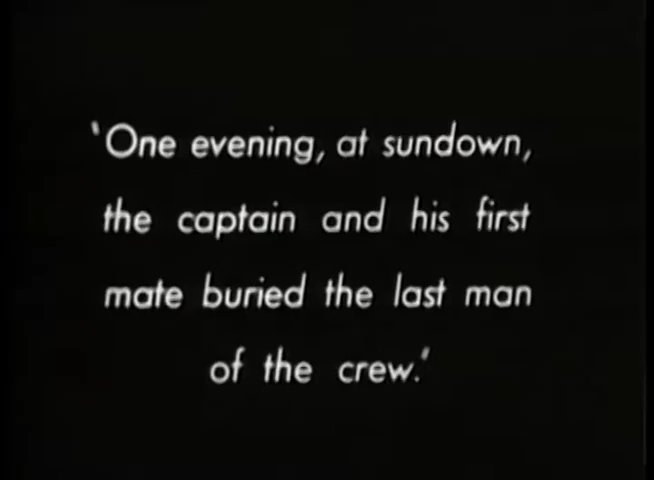 'One evening, at sundown,
the captain and his first
mate buried the last man
of the crew.'